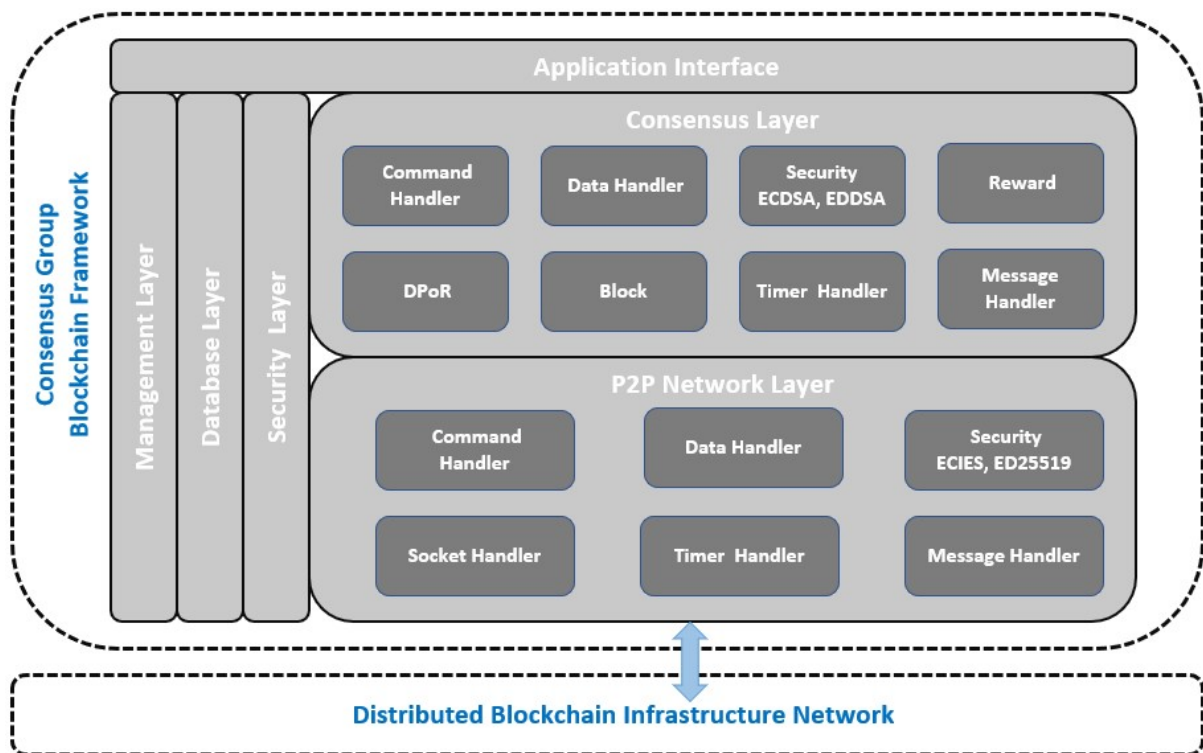 Application Interface
Consensus Group
Blockchain Framework
Management Layer
Database Layer
Security Layer
Consensus Layer
Command
Handler
Data Handler
Security
ECDSA, EDDSA
Reward
DPoR
Block
Timer Handler
Message
Handler
P2P Network Layer
Command
Handler
Data Handler
Security
ECIES, ED25519
Socket Handler
Timer Handler
Message Handler
Distributed Blockchain Infrastructure Network